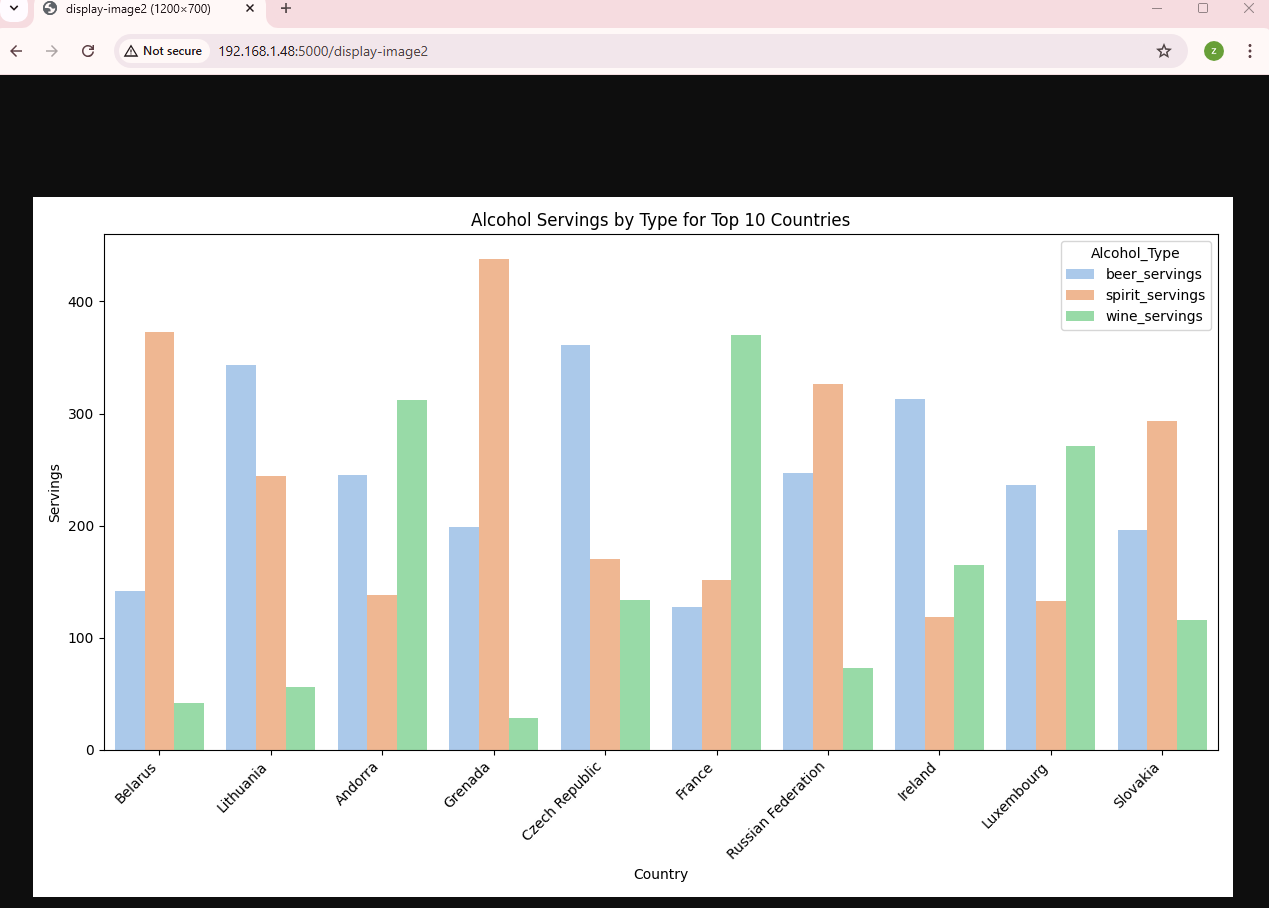 display-image2 (1200×700)
Not secure
192.168.1.48:5000/display-image2
z
Alcohol Servings by Type for Top 10 Countries
Alcohol_Type
beer_servings
spirit_servings
wine_servings
400
300
200
100
0
Servings
Belarus
Lithuania
Andorra
Grenada
Czech Republic
France
Russian Federation
Ireland
Luxembourg
Slovakia
Country